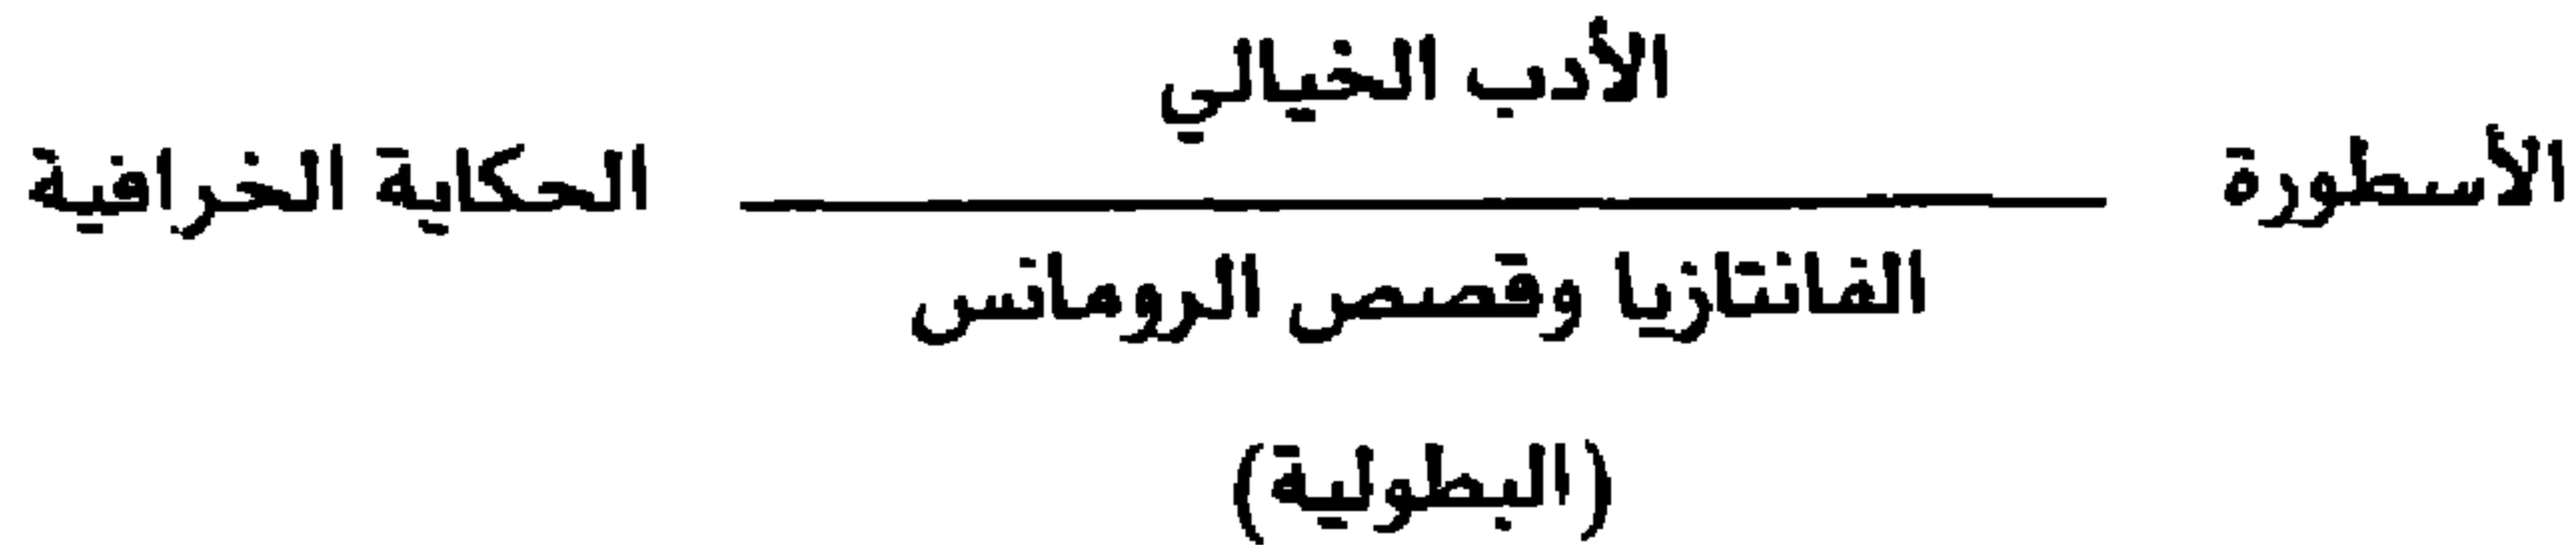 الأدب الخيالي
الأسطورة الحكاية الخرافية
الفانتازيا وقصص الرومانس
(البطولية)